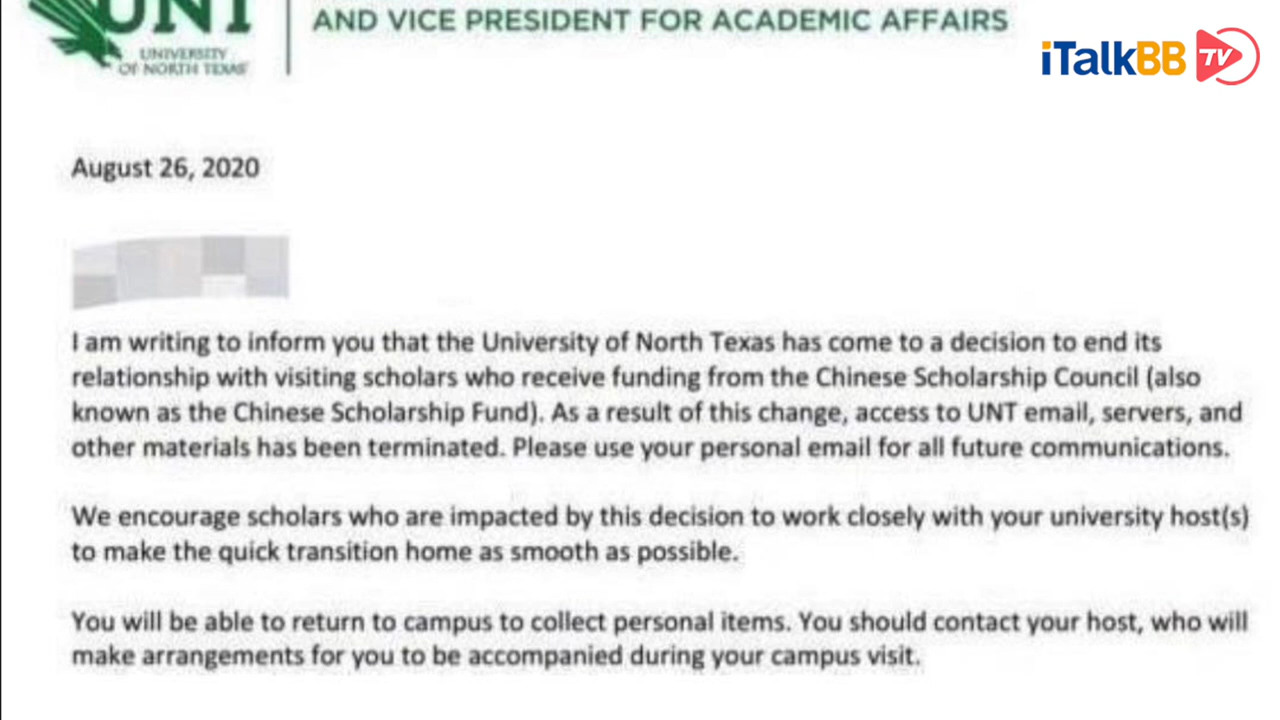 UNT
UNIVERSITY
OF NORTH TEXAS
AND VICE PRESIDENT FOR ACADEMIC AFFAIRS
iTalkBB TV
August 26, 2020
I am writing to inform you that the University of North Texas has come to a decision to end its
relationship with visiting scholars who receive funding from the Chinese Scholarship Council (also
known as the Chinese Scholarship Fund). As a result of this change, access to UNT email, servers, and
other materials has been terminated. Please use your personal email for all future communications.
We encourage scholars who are impacted by this decision to work closely with your university host(s)
to make the quick transition home as smooth as possible.
You will be able to return to campus to collect personal items. You should contact your host, who will
make arrangements for you to be accompanied during your campus visit.